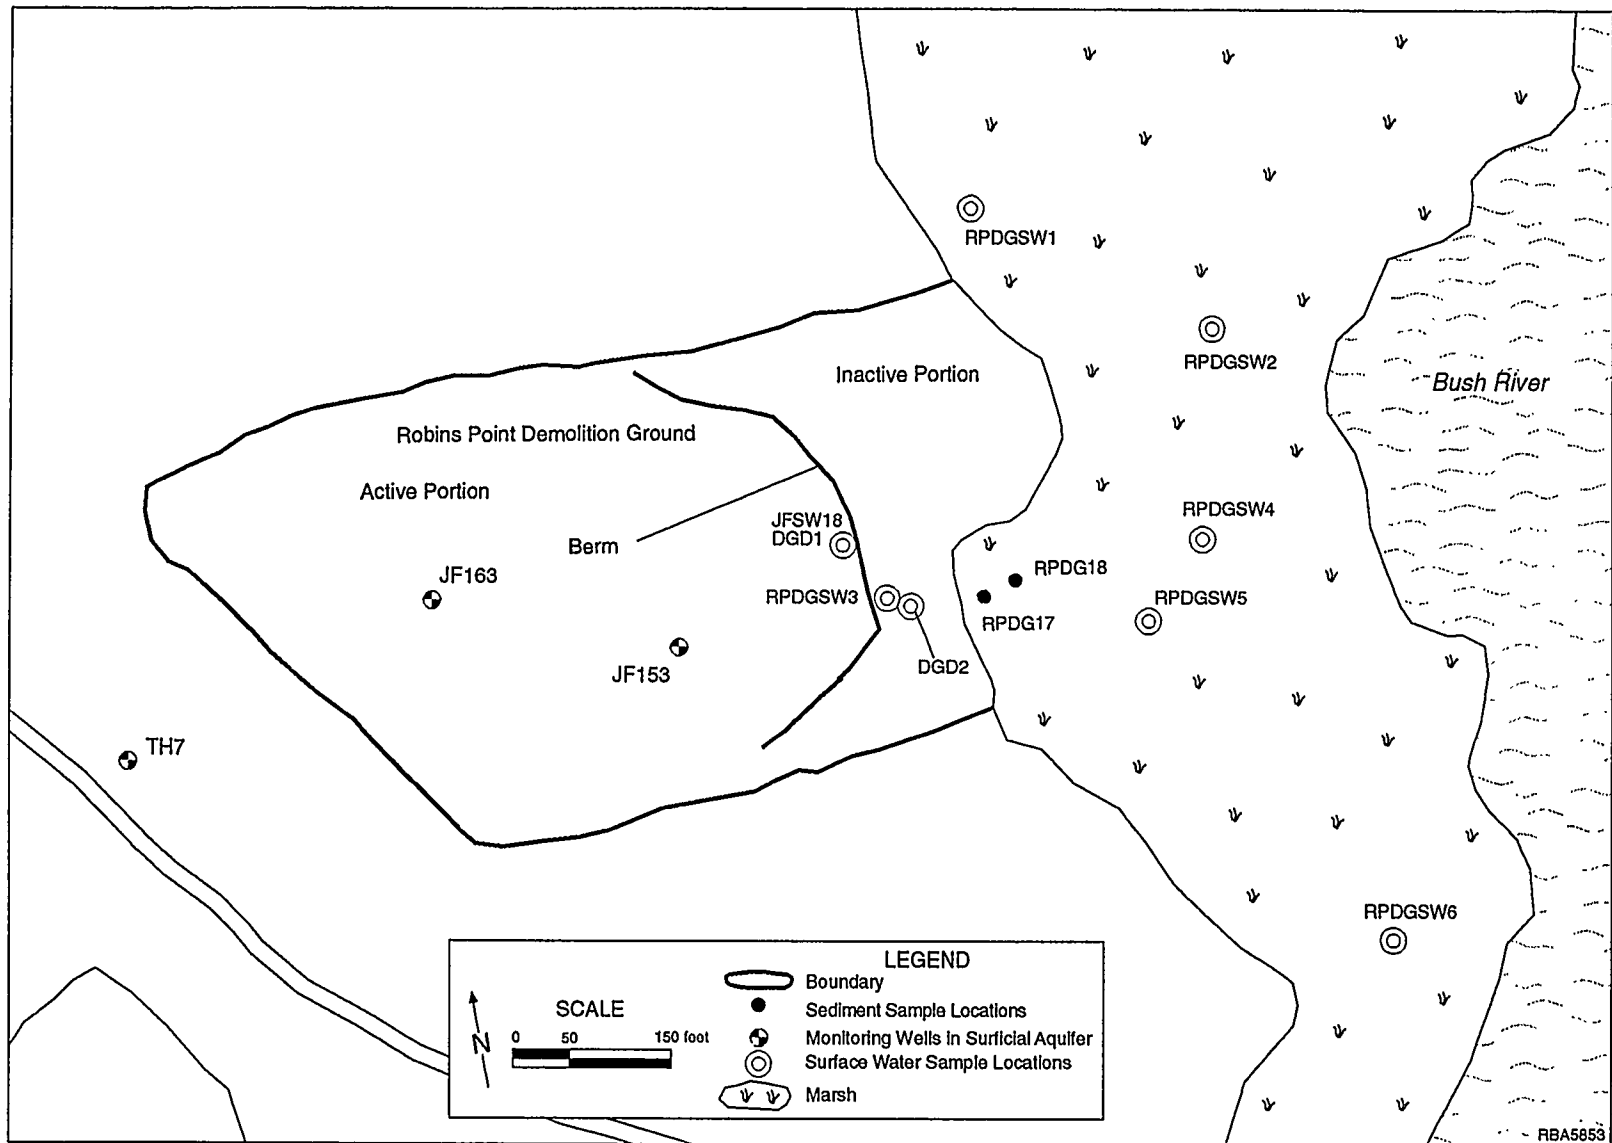 RPDGSW1
RPDGSW2
Inactive Portion
Bush River
Robins Point Demolition Ground
Active Portion
JFSW18
DGD1
Berm
RPDGSW4
RPDG18
JF163
RPDGSW3
RPDGSW5
RPDG17
DGD2
JF153
TH7
RPDGSW6
LEGEND
Boundary
Sediment Sample Locations
Monitoring Wells in Surficial Aquifer
Surface Water Sample Locations
Marsh
N
SCALE
0 50 150 foot
RBA5853